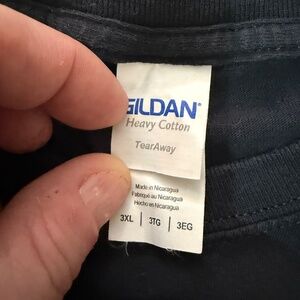 GILDAN®
Heavy Cotton
TearAway
Made in Nicaragua
Fabriqué au Nicaragua
Hecho en Nicaragua
3XL | 3TG | 3EG